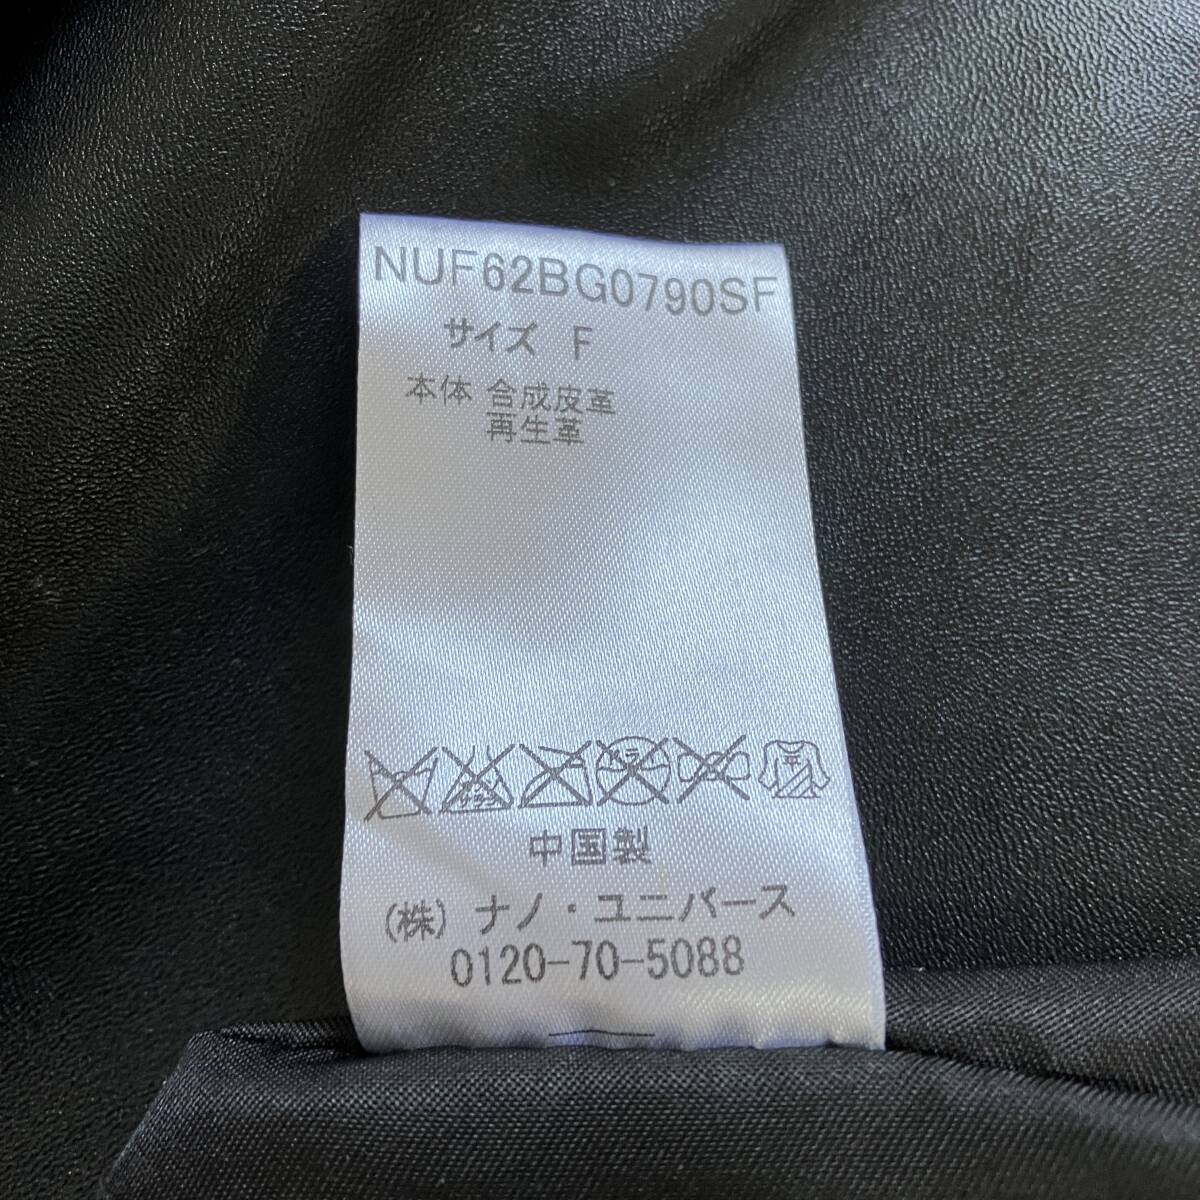 NUF62BG0790SF
サイズ F
本体 合成皮革
再生革
中国製
(株) ナノ・ユニバース
0120-70-5088